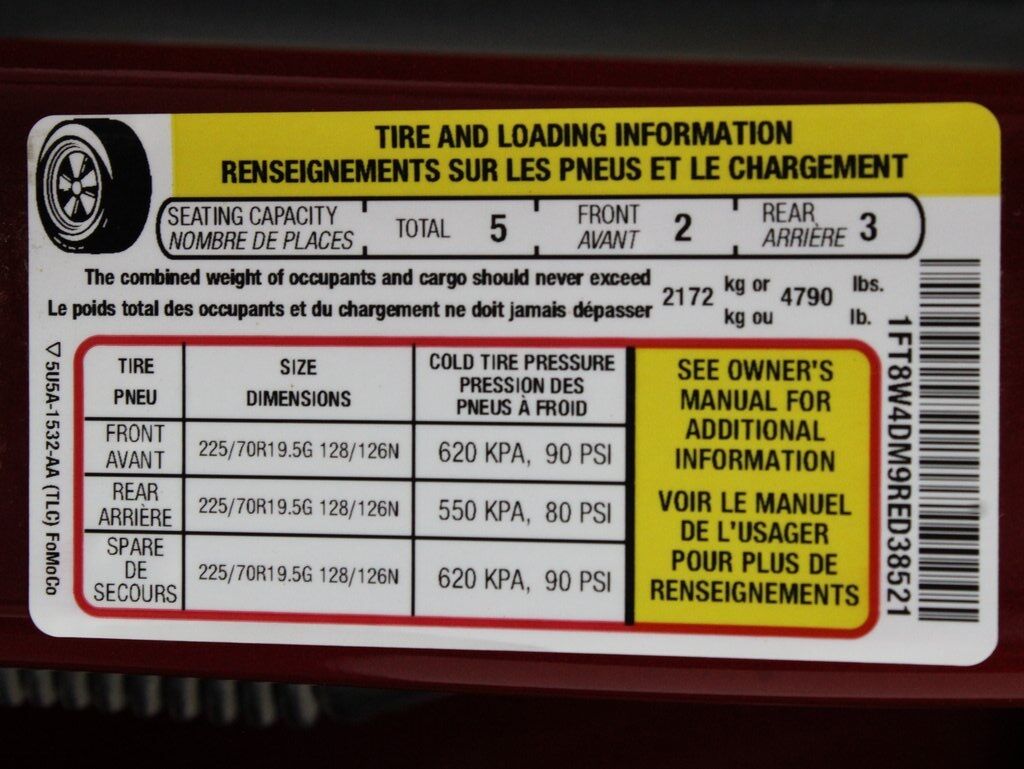 TIRE AND LOADING INFORMATION
RENSEIGNEMENTS SUR LES PNEUS ET LE CHARGEMENT
SEATING CAPACITY
NOMBRE DE PLACES
TOTAL 5
FRONT
AVANT
2
REAR
ARRIÈRE
3
The combined weight of occupants and cargo should never exceed
Le poids total des occupants et du chargement ne doit jamais dépasser
2172
kg or
kg ou
4790
lbs.
lb.
TIRE
PNEU
SIZE
DIMENSIONS
COLD TIRE PRESSURE
PRESSION DES
PNEUS À FROID
FRONT
AVANT
225/70R19.5G 128/126N
620 KPA, 90 PSI
REAR
ARRIÈRE
225/70R19.5G 128/126N
550 KPA, 80 PSI
SPARE
DE
SECOURS
225/70R19.5G 128/126N
620 KPA, 90 PSI
SEE OWNER'S
MANUAL FOR
ADDITIONAL
INFORMATION
VOIR LE MANUEL
DE L'USAGER
POUR PLUS DE
RENSEIGNEMENTS
5U5A-1532-AA (TLC) FoMoCo
1FT8W4DM9RED38521